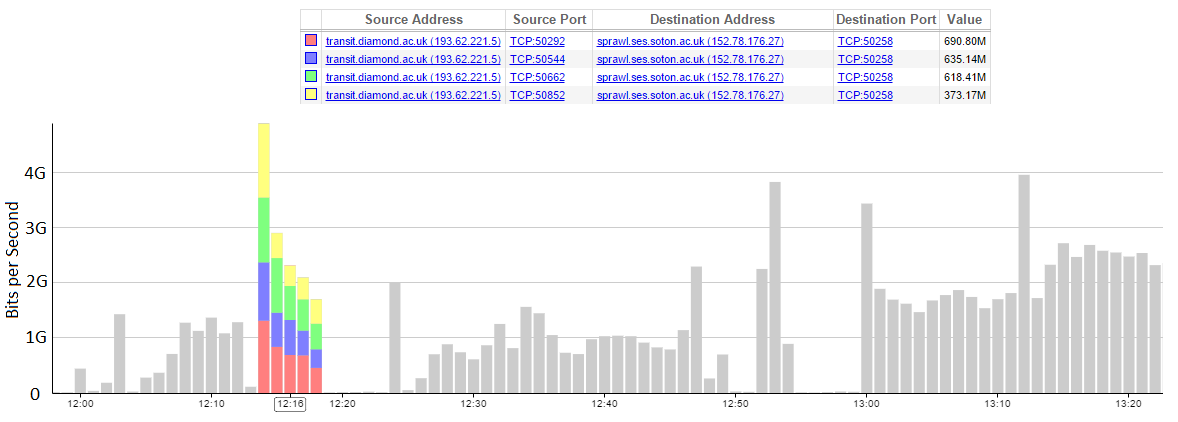 Source Address Source Port Destination Address Destination Port Value
transit.diamond.ac.uk (193.62.221.5) TCP:50292 sprawl.ses.soton.ac.uk (152.78.176.27) TCP:50258 690.80M
transit.diamond.ac.uk (193.62.221.5) TCP:50544 sprawl.ses.soton.ac.uk (152.78.176.27) TCP:50258 635.14M
transit.diamond.ac.uk (193.62.221.5) TCP:50662 sprawl.ses.soton.ac.uk (152.78.176.27) TCP:50258 618.41M
transit.diamond.ac.uk (193.62.221.5) TCP:50852 sprawl.ses.soton.ac.uk (152.78.176.27) TCP:50258 373.17M
Bits per Second
4G
3G
2G
1G
0
12:00 12:10 12:16 12:20 12:30 12:40 12:50 13:00 13:10 13:20